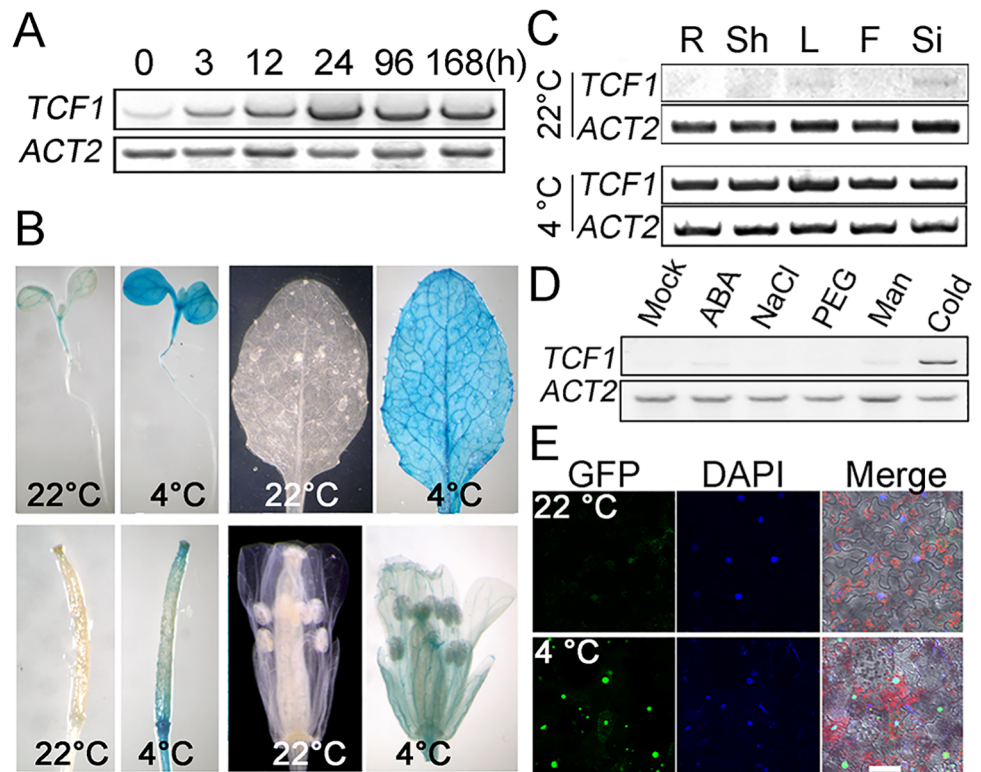 A
0 3 12 24 96 168(h)
TCF1
ACT2
B
22°C 4°C 22°C 4°C
22°C 4°C 22°C 4°C
C
R Sh L F Si
22°C
TCF1
ACT2
4 °C
TCF1
ACT2
D
Mock ABA NaCl PEG Man Cold
TCF1
ACT2
E
GFP DAPI Merge
22 °C
4 °C